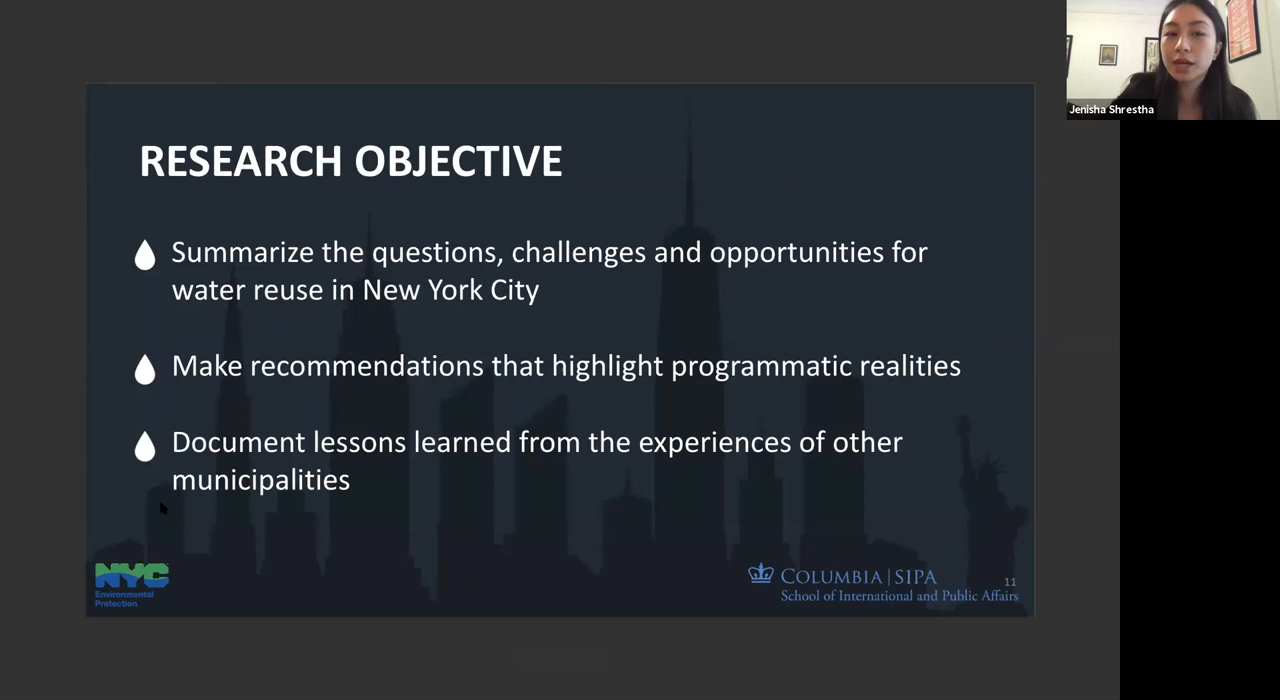 Jenisha Shrestha
RESEARCH OBJECTIVE
Summarize the questions, challenges and opportunities for
water reuse in New York City
Make recommendations that highlight programmatic realities
Document lessons learned from the experiences of other
municipalities
NYC
Environmental
Protection
COLUMBIA | SIPA
School of International and Public Affairs
11